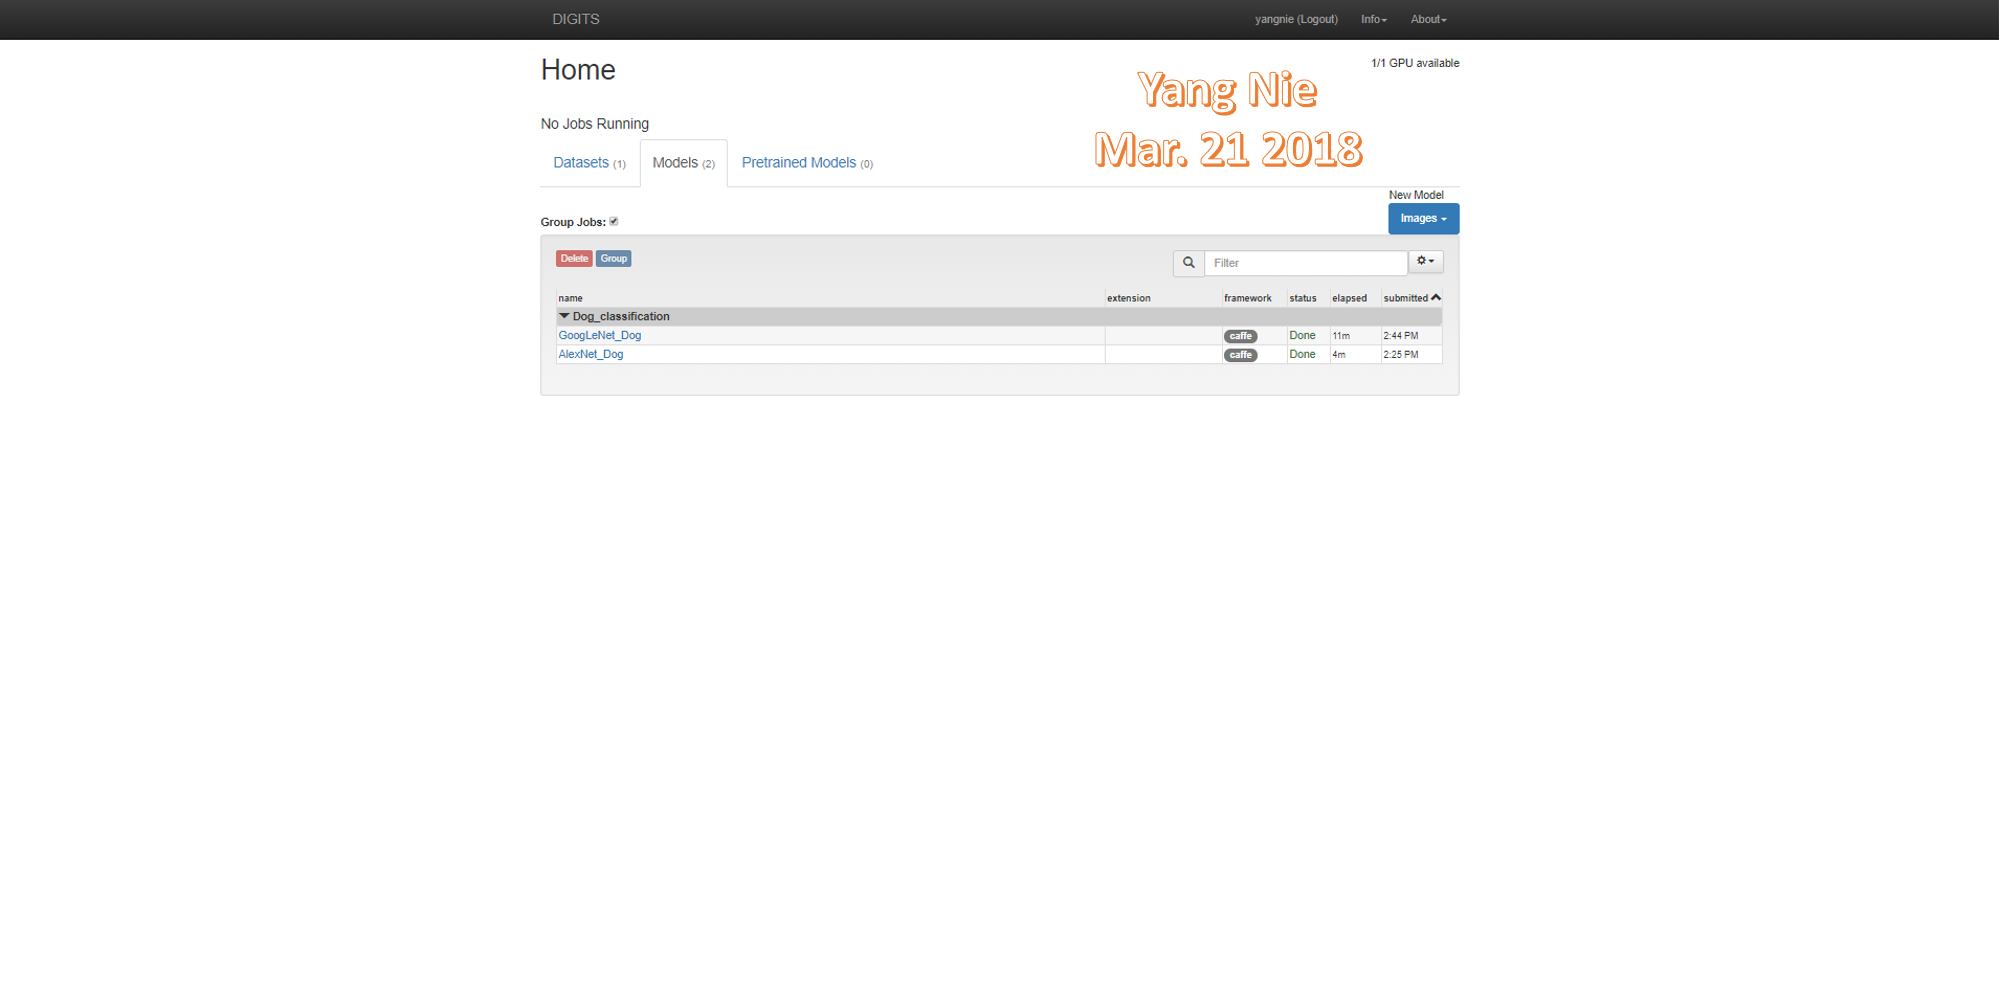 DIGITS
yangnie (Logout) Info About
Home
1/1 GPU available
Yang Nie
Mar. 21 2018
No Jobs Running
Datasets (1) Models (2) Pretrained Models (0)
New Model
Group Jobs:
Images
Delete Group
Filter
name extension framework status elapsed submitted
Dog_classification
GoogLeNet_Dog caffe Done 11m 2:44 PM
AlexNet_Dog caffe Done 4m 2:25 PM